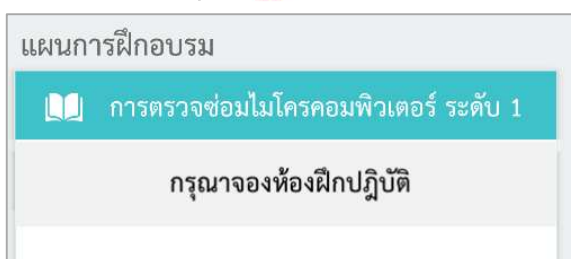 แผนการฝึกอบรม
การตรวจซ่อมไมโครคอมพิวเตอร์ ระดับ 1
กรุณาจองห้องฝึกปฎิบัติ